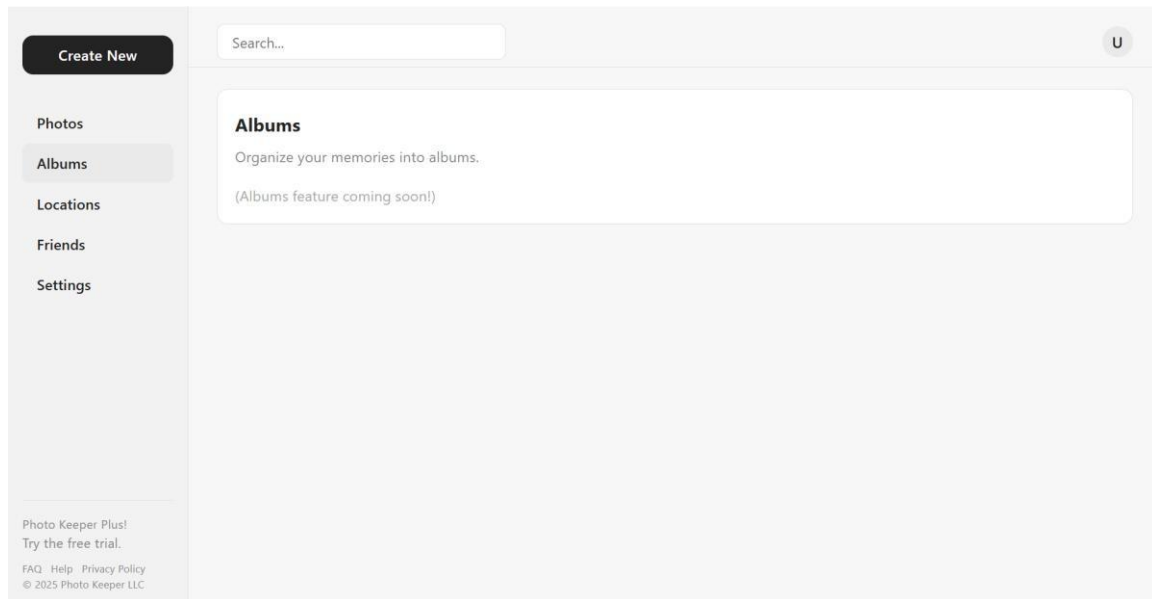 Create New
Search...
U
Photos
Albums
Locations
Friends
Settings
Albums
Organize your memories into albums.
(Albums feature coming soon!)
Photo Keeper Plus!
Try the free trial.
FAQ Help Privacy Policy
© 2025 Photo Keeper LLC